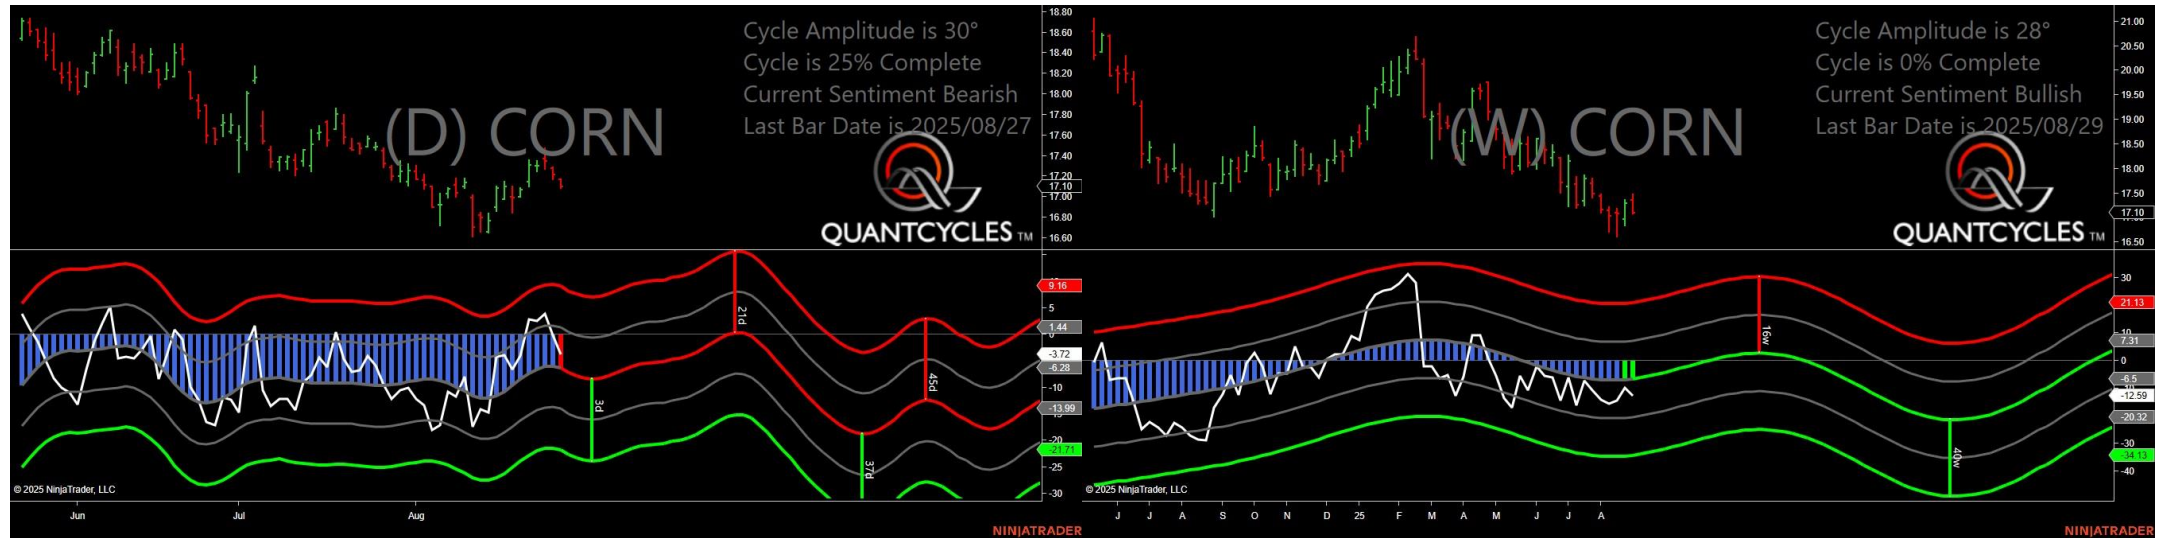 Cycle Amplitude is 30°
Cycle is 25% Complete
Current Sentiment Bearish
Last Bar Date is 2025/08/27
(D) CORN
QUANTCYCLES TM
18.80
18.60
18.40
18.20
18.00
17.80
17.60
17.40
17.20
17.10
17.00
16.80
16.60
9.16
5
1.44
0
-3.72
-6.28
-10
-13.99
-20
-21.71
-25
-30
21d
3d
45d
37d
© 2025 NinjaTrader, LLC
Jun
Jul
Aug
NINJATRADER
Cycle Amplitude is 28°
Cycle is 0% Complete
Current Sentiment Bullish
Last Bar Date is 2025/08/29
(W) CORN
QUANTCYCLES TM
21.00
20.50
20.00
19.50
19.00
18.50
18.00
17.50
17.10
16.50
30
21.13
10
7.31
0
-6.5
-12.59
-20.32
-30
-34.13
-40
16w
40w
© 2025 NinjaTrader, LLC
J
J
A
S
O
N
D
25
F
M
A
M
J
J
A
NINJATRADER